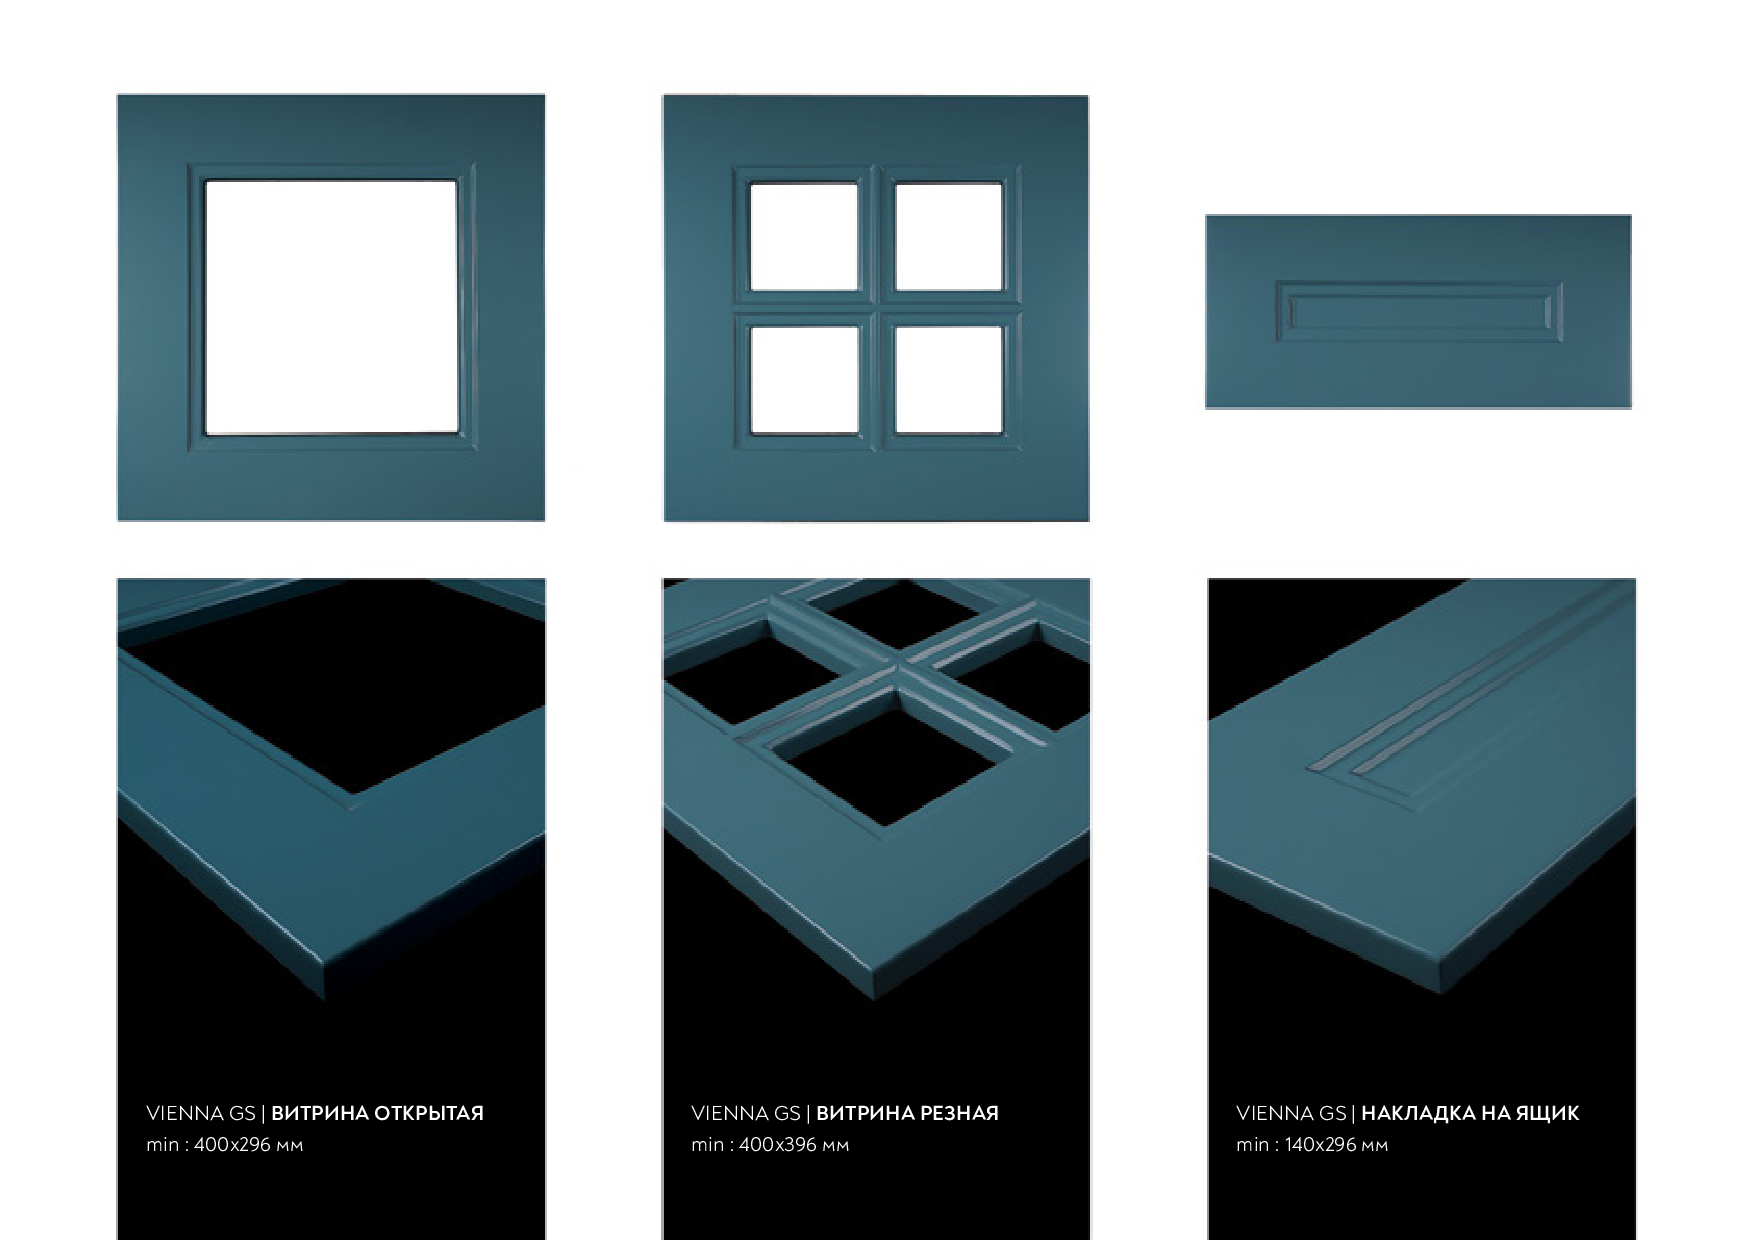 VIENNA GS | ВИТРИНА ОТКРЫТАЯ
min : 400x296 мм
VIENNA GS | ВИТРИНА РЕЗНАЯ
min : 400x396 мм
VIENNA GS | НАКЛАДКА НА ЯЩИК
min : 140x296 мм